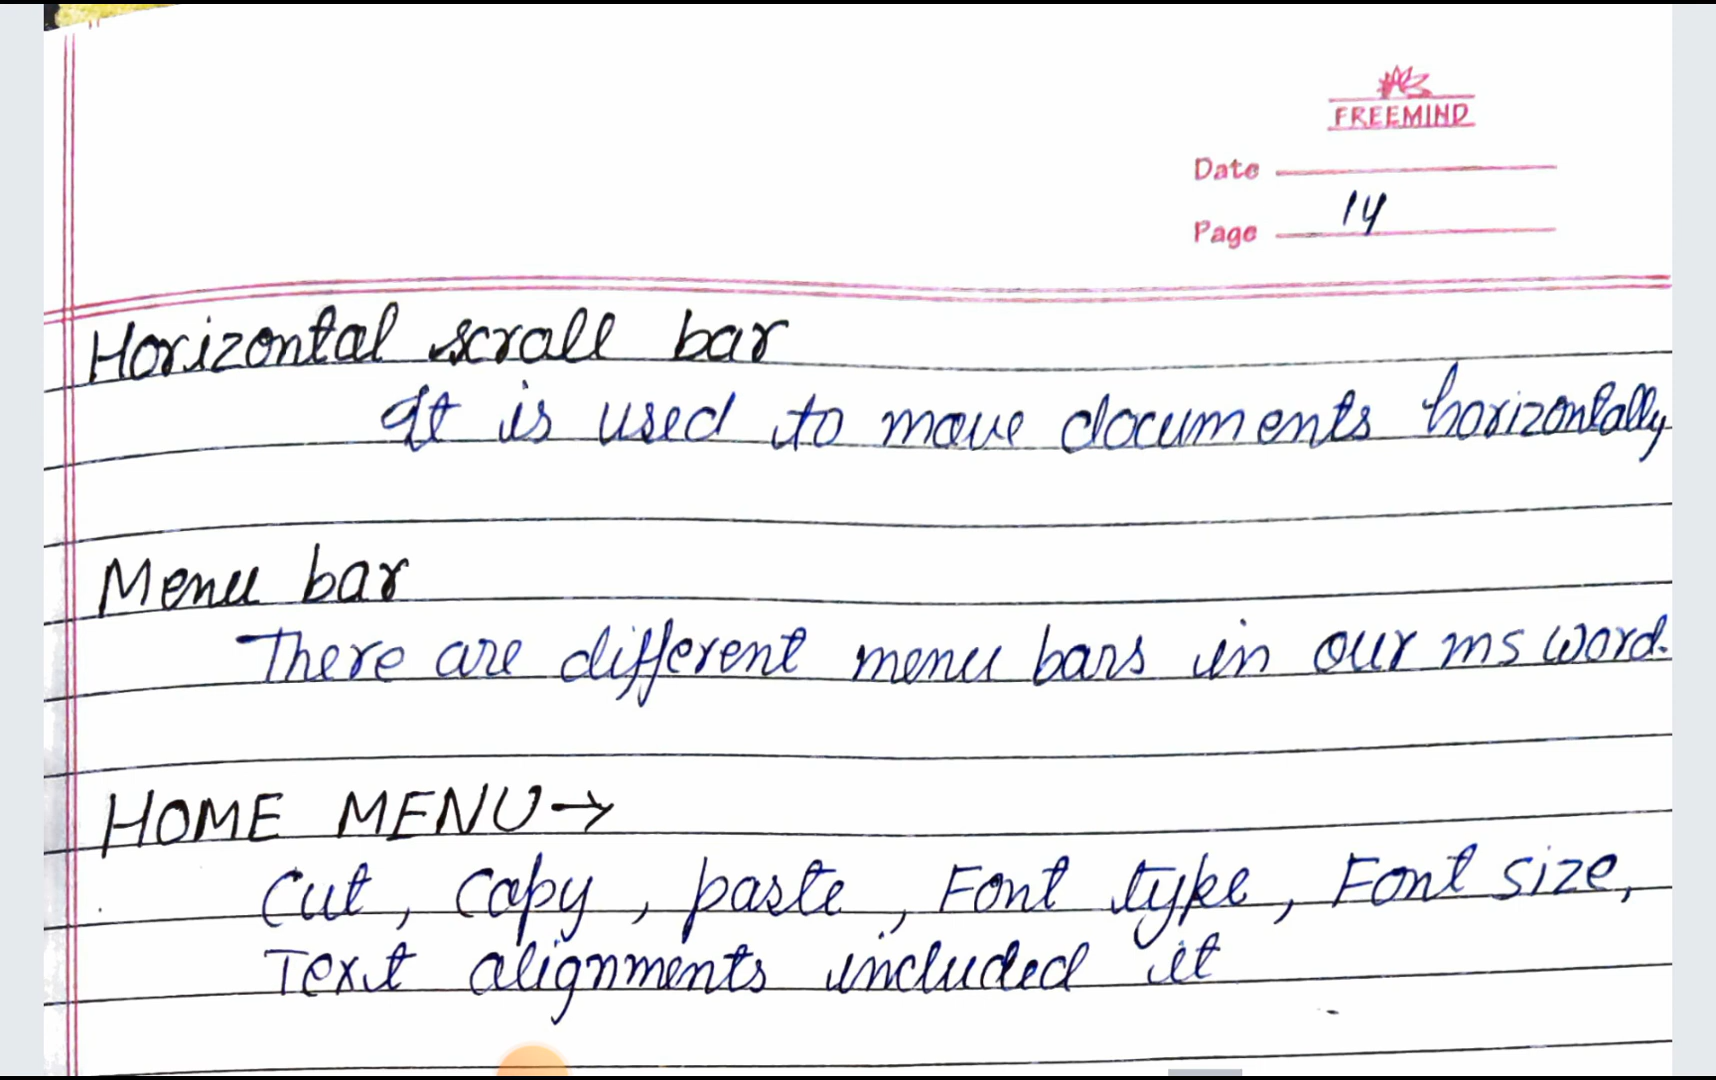 FREEMIND
Date
Page 14
Horizontal scroll bar
It is used to move documents horizontally
Menu bar
There are different menu bars in our ms word.
HOME MENU→
Cut, Copy, paste, Font type, Font size,
Text alignments included it